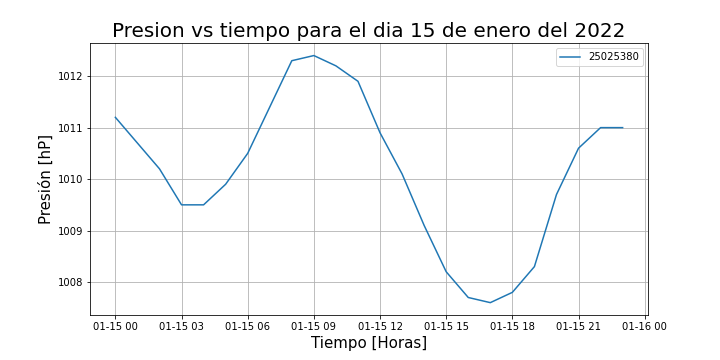 Presion vs tiempo para el dia 15 de enero del 2022
25025380
Presión [hP]
1012
1011
1010
1009
1008
01-15 00 01-15 03 01-15 06 01-15 09 01-15 12 01-15 15 01-15 18 01-15 21 01-16 00
Tiempo [Horas]